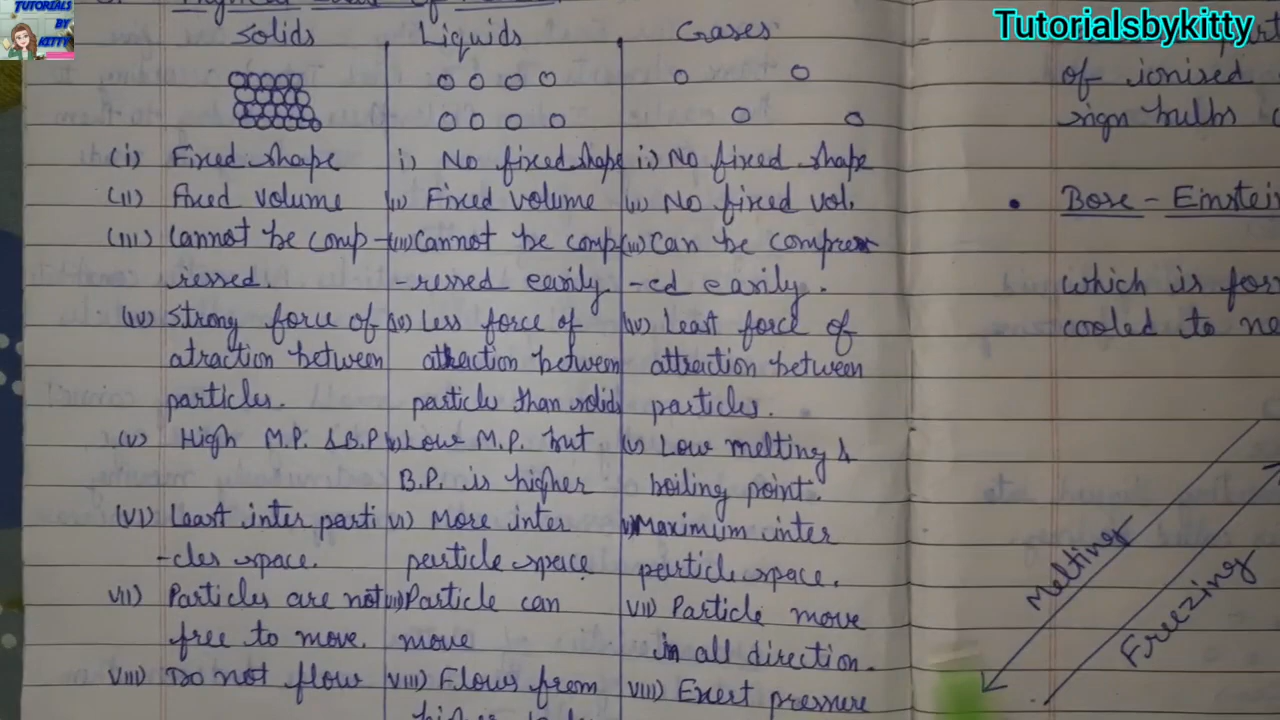 TUTORIALS
BY
KITTY
Tutorialsbykitty
Solids
(i) Fixed shape
(ii) fixed volume
(iii) Cannot be comp-
ressed.
(iv) Strong force of
atraction between
particles.
(v) High M.P. & B.P
(vi) Least inter parti
-cles space.
vii) Particles are not
free to move.
viii) Do not flow
Liquids
i) No fixed shape
ii) Fixed volume
iii) Cannot be comp
-ressed easily.
iv) Less force of
attraction between
particle than solids
v) Low M.P. but
B.P. is higher
vi) More inter
particle space
vii) Particle can
move
viii) Flows from
Gases
i) No fixed shape
ii) No fixed vol.
iii) Can be compress
-ed easily.
iv) Least force of
attraction between
particles.
v) Low melting &
boiling point.
vi) Maximum inter
particle space.
vii) Particle move
in all direction.
viii) Exert pressure
of ionised
sign bulbs
• Bose - Einstei
which is for
cooled to ne
Melting
Freezing